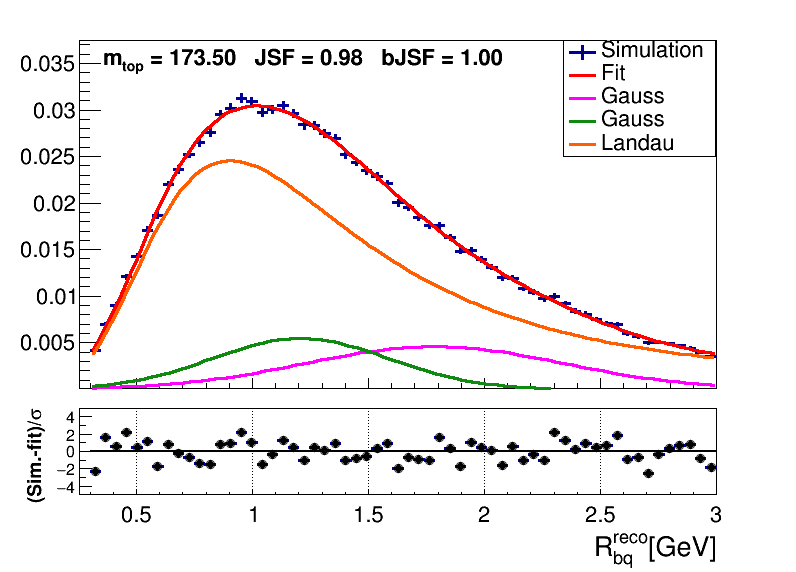 m_top = 173.50 JSF = 0.98 bJSF = 1.00
Simulation
Fit
Gauss
Gauss
Landau
0.035
0.03
0.025
0.02
0.015
0.01
0.005
(Sim.-fit)/σ
4
2
0
−2
−4
0.5 1 1.5 2 2.5 3
R_bq^reco[GeV]